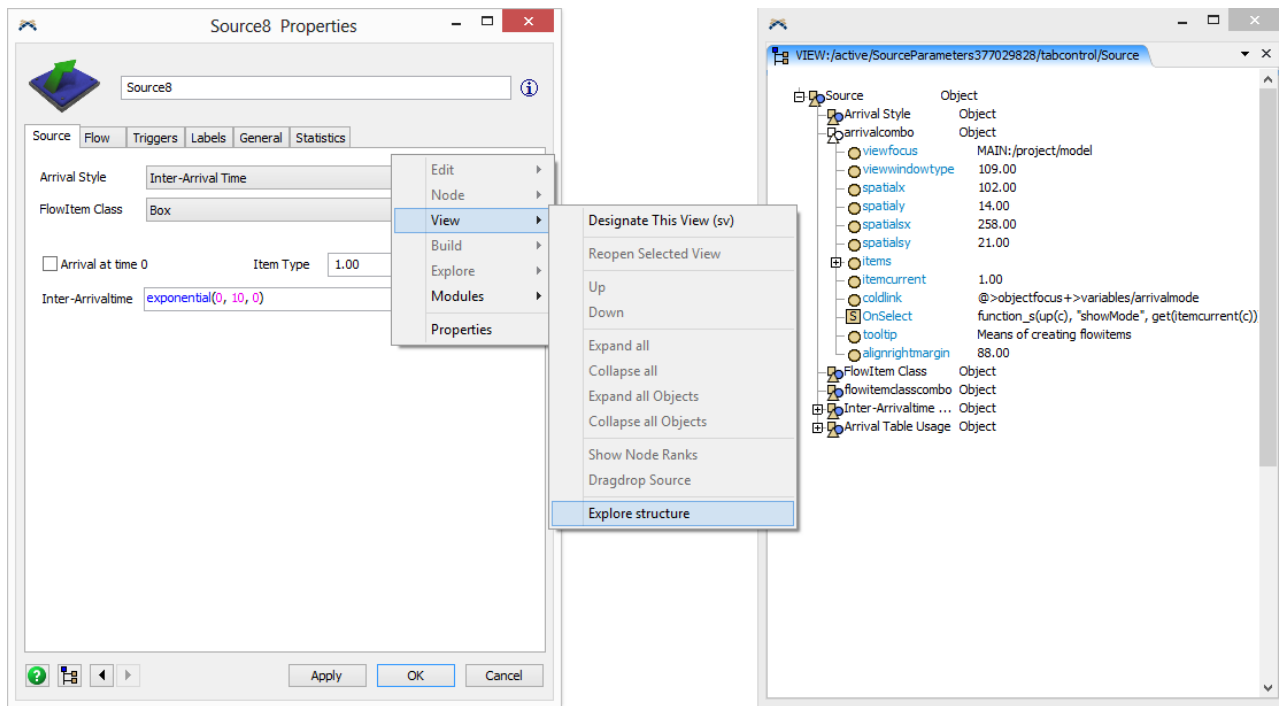 Source8 Properties
Source8
Source Flow Triggers Labels General Statistics
Arrival Style Inter-Arrival Time
FlowItem Class Box
Arrival at time 0 Item Type 1.00
Inter-Arrivaltime exponential(0, 10, 0)
Apply OK Cancel
Edit
Node
View
Build
Explore
Modules
Properties
Designate This View (sv)
Reopen Selected View
Up
Down
Expand all
Collapse all
Expand all Objects
Collapse all Objects
Show Node Ranks
Dragdrop Source
Explore structure
VIEW:/active/SourceParameters377029828/tabcontrol/Source
Source Object
Arrival Style Object
arrivalcombo Object
viewfocus MAIN:/project/model
viewwindowtype 109.00
spatialx 102.00
spatialy 14.00
spatialsx 258.00
spatialsy 21.00
items
itemcurrent 1.00
coldlink @>objectfocus+>variables/arrivalmode
S OnSelect function_s(up(c), "showMode", get(itemcurrent(c))
tooltip Means of creating flowitems
alignrightmargin 88.00
FlowItem Class Object
flowitemclasscombo Object
Inter-Arrivaltime ... Object
Arrival Table Usage Object